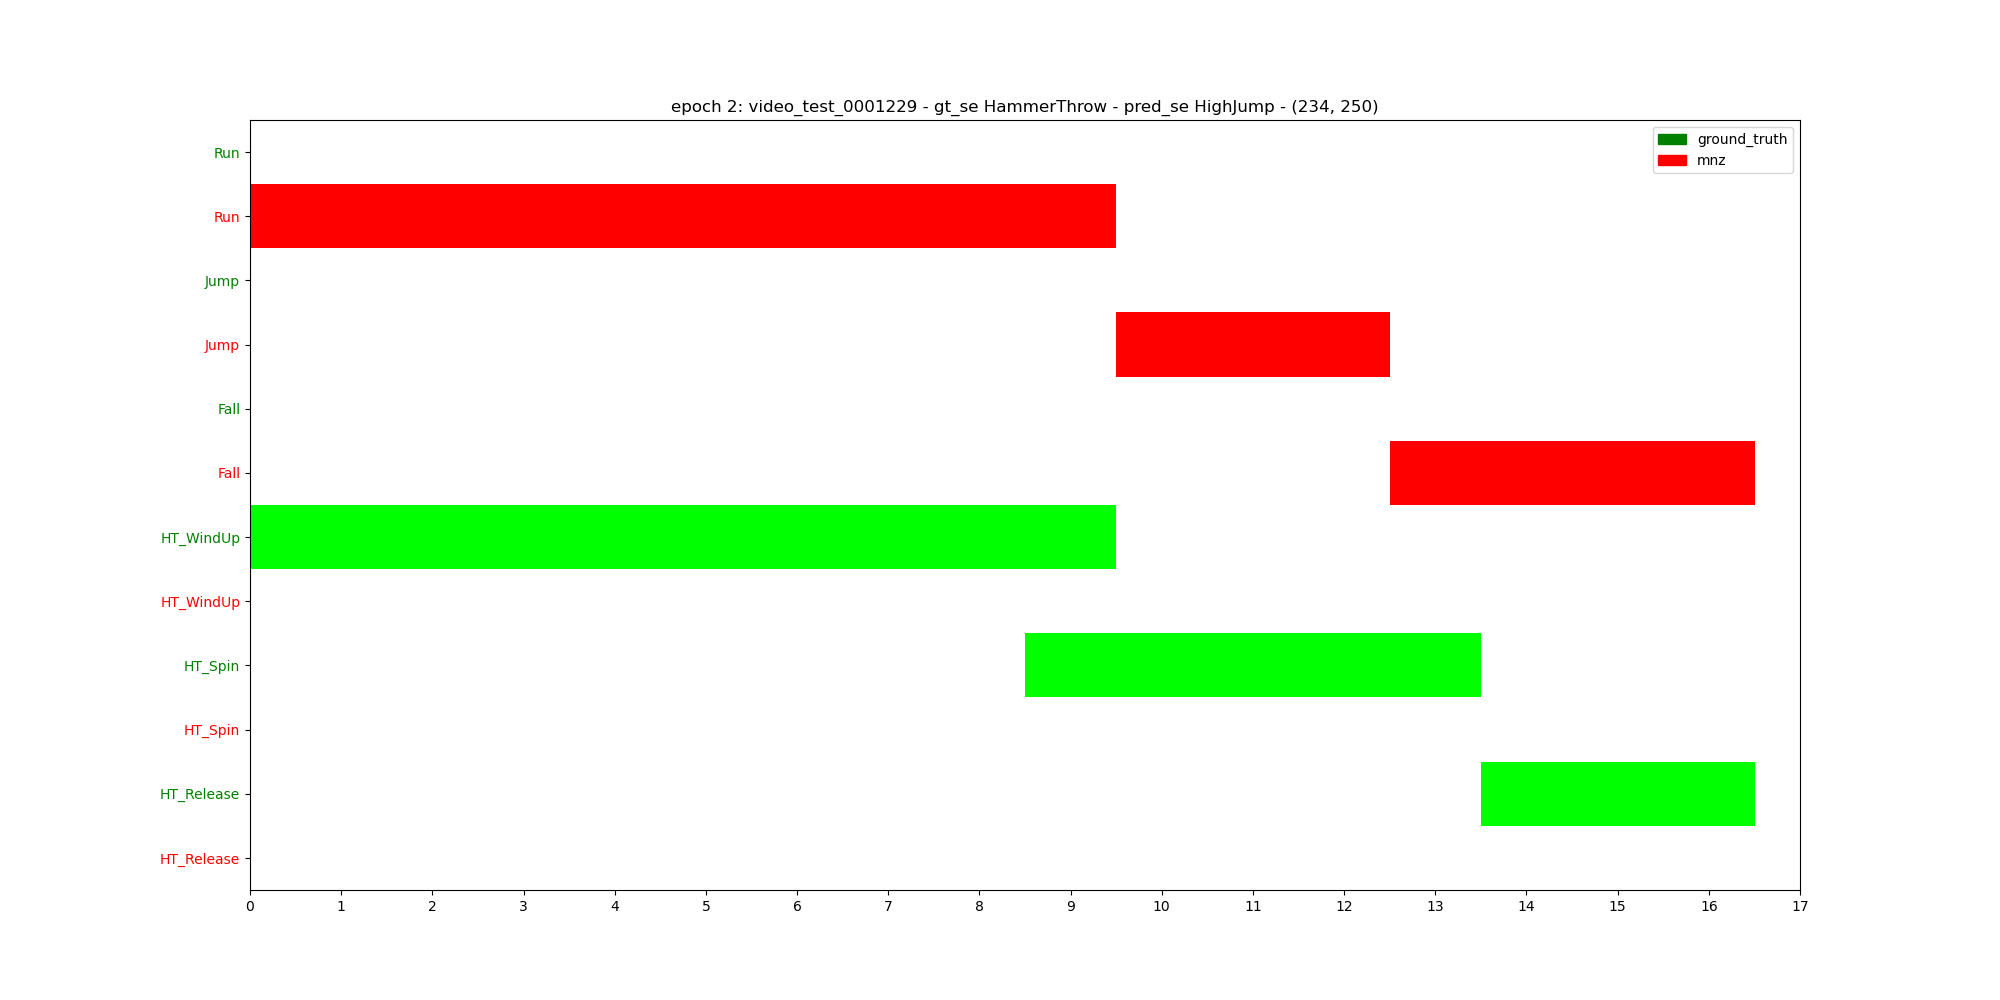 epoch 2: video_test_0001229 - gt_se HammerThrow - pred_se HighJump - (234, 250)
ground_truth
mnz
Run
Run
Jump
Jump
Fall
Fall
HT_WindUp
HT_WindUp
HT_Spin
HT_Spin
HT_Release
HT_Release
0 1 2 3 4 5 6 7 8 9 10 11 12 13 14 15 16 17